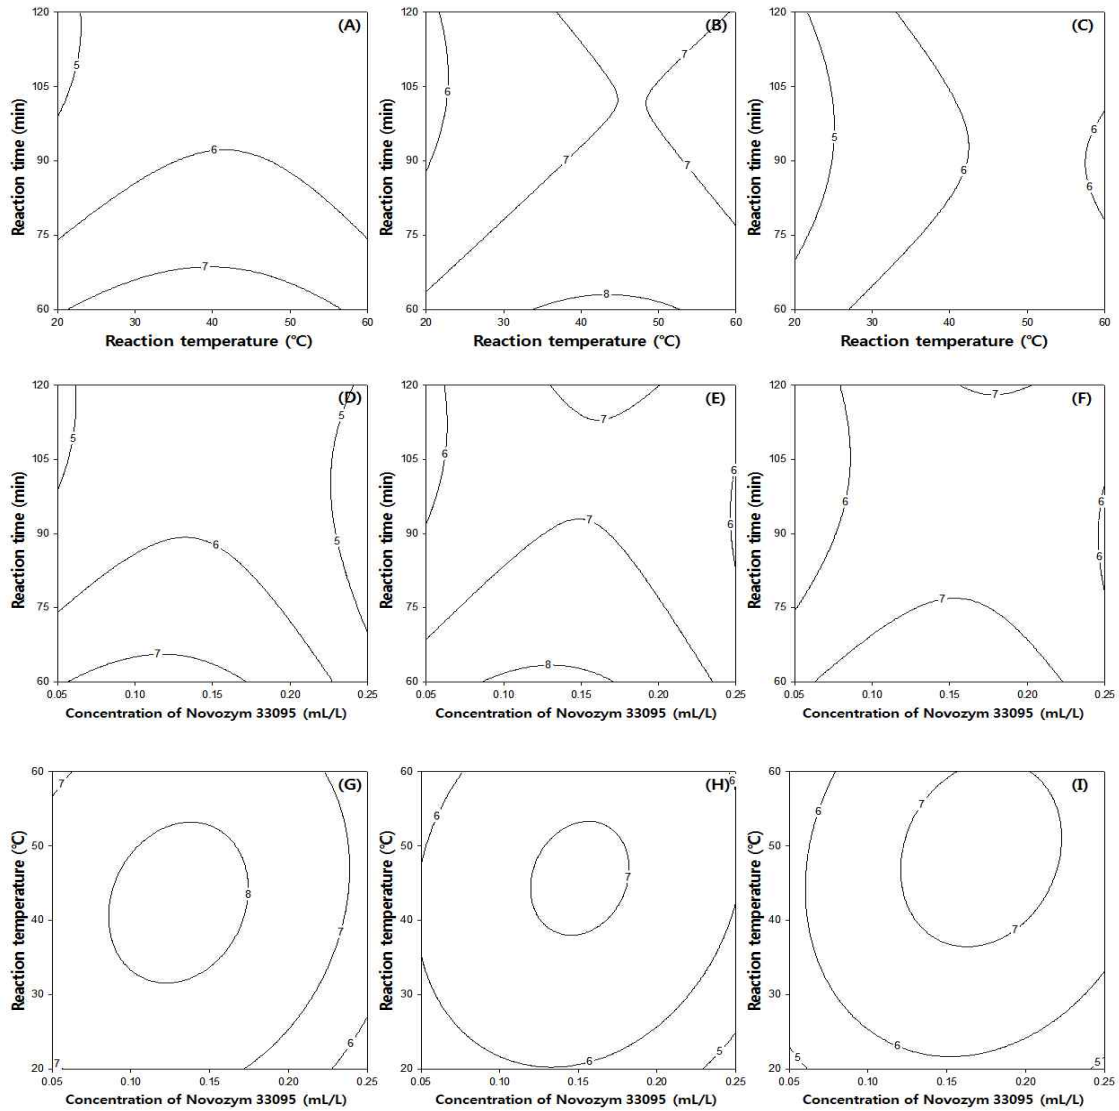 (A)
120
105
90
75
60
5
6
7
20 30 40 50 60
Reaction time (min)
Reaction temperature (°C)
(B)
120
105
90
75
60
6
7
7
7
8
20 30 40 50 60
Reaction time (min)
Reaction temperature (°C)
(C)
120
105
90
75
60
5
6
6
6
20 30 40 50 60
Reaction time (min)
Reaction temperature (°C)
(D)
120
105
90
75
60
5
5
5
6
7
0.05 0.10 0.15 0.20 0.25
Reaction time (min)
Concentration of Novozym 33095 (mL/L)
(E)
120
105
90
75
60
7
6
6
6
7
8
0.05 0.10 0.15 0.20 0.25
Reaction time (min)
Concentration of Novozym 33095 (mL/L)
(F)
120
105
90
75
60
7
6
6
6
7
0.05 0.10 0.15 0.20 0.25
Reaction time (min)
Concentration of Novozym 33095 (mL/L)
(G)
60
50
40
30
20
7
8
7
6
7
0.05 0.10 0.15 0.20 0.25
Reaction temperature (°C)
Concentration of Novozym 33095 (mL/L)
(H)
60
50
40
30
20
6
6
7
6
5
0.05 0.10 0.15 0.20 0.25
Reaction temperature (°C)
Concentration of Novozym 33095 (mL/L)
(I)
60
50
40
30
20
6
7
7
6
5
5
0.05 0.10 0.15 0.20 0.25
Reaction temperature (°C)
Concentration of Novozym 33095 (mL/L)